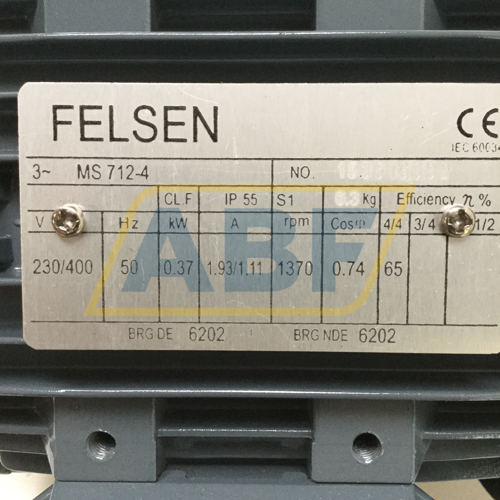 FELSEN
CE
IEC 60034
3~ MS 712-4 NO.
CL.F IP 55 S1 Kg Efficiency η%
V Hz kW A rpm Cosφ 4/4 3/4 1/2
230/400 50 0.37 1.93/1.11 1370 0.74 65
ABF
BRG DE 6202 BRG NDE 6202